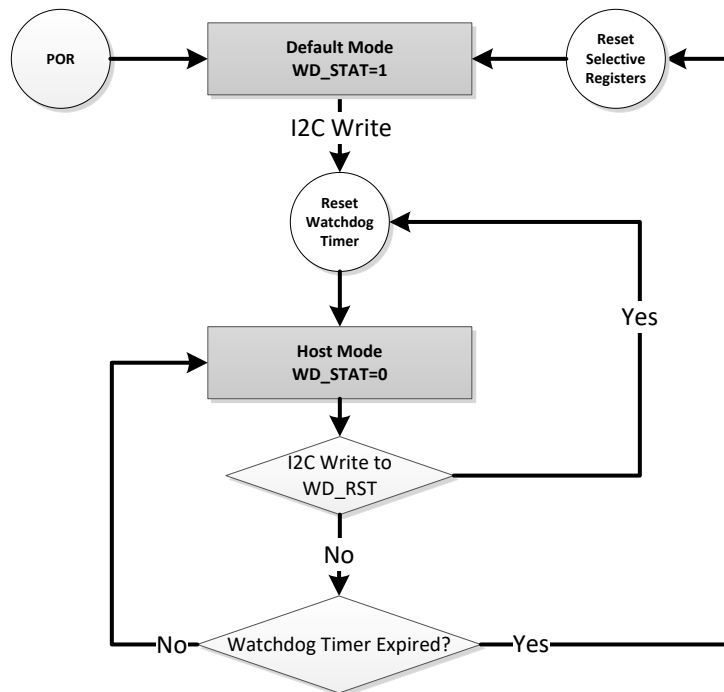 POR
Default Mode
WD_STAT=1
Reset
Selective
Registers
I2C Write
Reset
Watchdog
Timer
Yes
Host Mode
WD_STAT=0
I2C Write to
WD_RST
No
No
Watchdog Timer Expired?
Yes